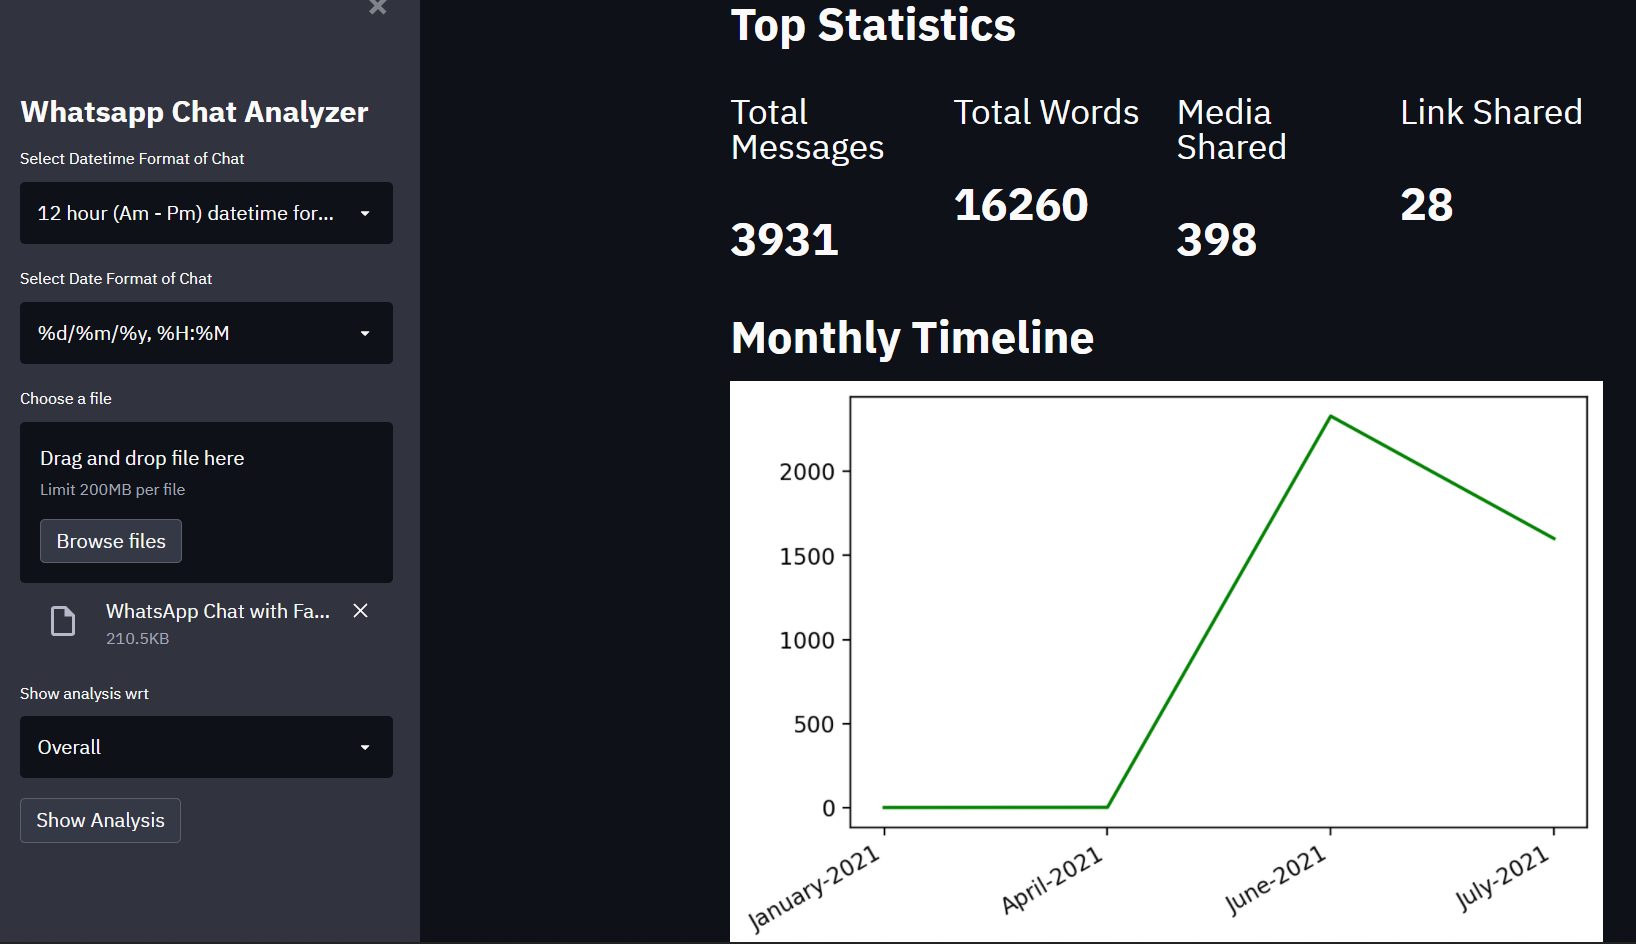 Whatsapp Chat Analyzer
Select Datetime Format of Chat
12 hour (Am - Pm) datetime for...
Select Date Format of Chat
%d/%m/%y, %H:%M
Choose a file
Drag and drop file here
Limit 200MB per file
Browse files
WhatsApp Chat with Fa...
210.5KB
Show analysis wrt
Overall
Show Analysis
Top Statistics
Total
Messages
3931
Total Words
16260
Media
Shared
398
Link Shared
28
Monthly Timeline
2000
1500
1000
500
0
January-2021
April-2021
June-2021
July-2021